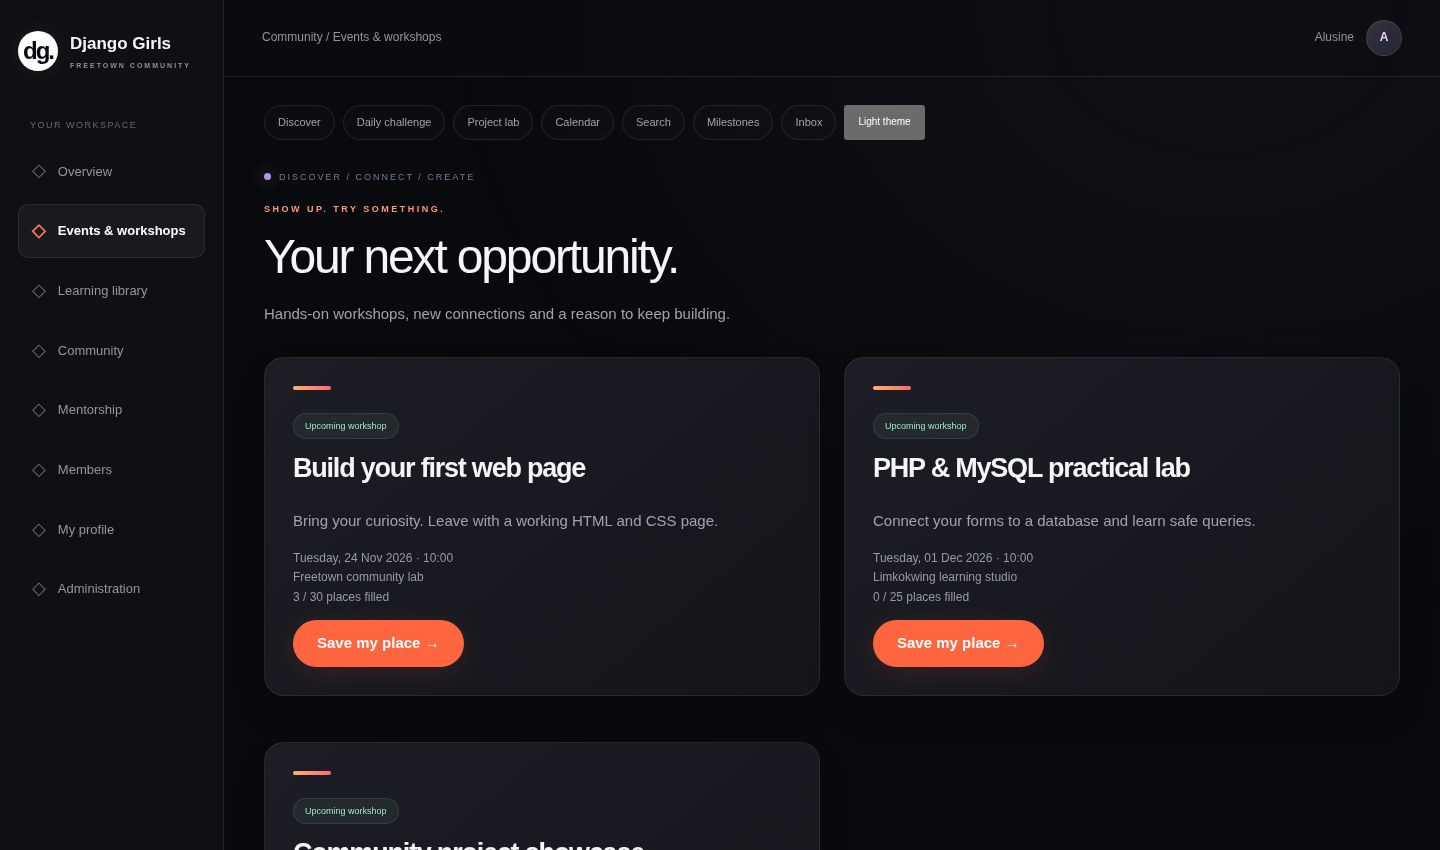 dg.
Django Girls
FREETOWN COMMUNITY
YOUR WORKSPACE
Overview
Events & workshops
Learning library
Community
Mentorship
Members
My profile
Administration
Community / Events & workshops
Alusine
A
Discover
Daily challenge
Project lab
Calendar
Search
Milestones
Inbox
Light theme
DISCOVER / CONNECT / CREATE
SHOW UP. TRY SOMETHING.
Your next opportunity.
Hands-on workshops, new connections and a reason to keep building.
Upcoming workshop
Build your first web page
Bring your curiosity. Leave with a working HTML and CSS page.
Tuesday, 24 Nov 2026 · 10:00
Freetown community lab
3 / 30 places filled
Save my place →
Upcoming workshop
PHP & MySQL practical lab
Connect your forms to a database and learn safe queries.
Tuesday, 01 Dec 2026 · 10:00
Limkokwing learning studio
0 / 25 places filled
Save my place →
Upcoming workshop
Community project showcase